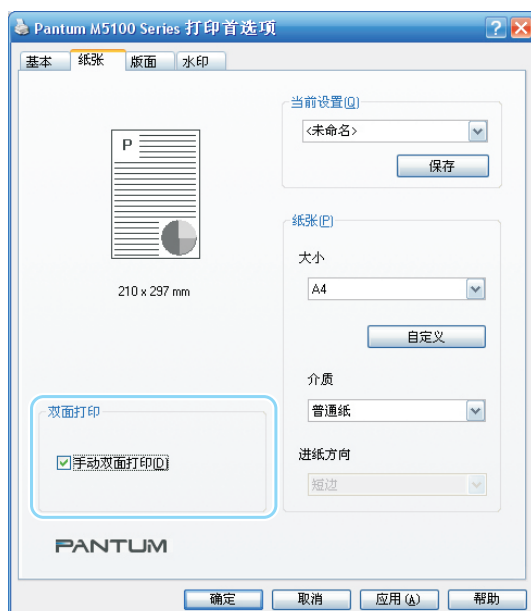 Pantum M5100 Series 打印首选项
基本 纸张 版面 水印
P
210 x 297 mm
双面打印
手动双面打印(D)
PANTUM
当前设置(Q)
<未命名>
保存
纸张(P)
大小
A4
自定义
介质
普通纸
进纸方向
短边
确定 取消 应用(A) 帮助